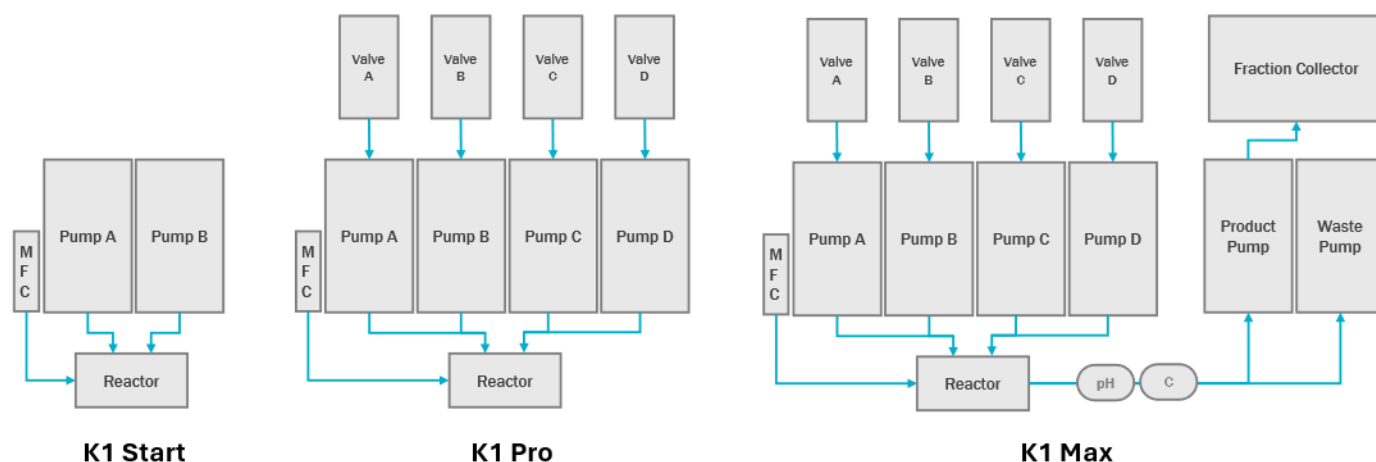 Valve
A
Valve
B
Valve
C
Valve
D
Valve
A
Valve
B
Valve
C
Valve
D
Fraction Collector
M
F
C
Pump A
Pump B
M
F
C
Pump A
Pump B
Pump C
Pump D
M
F
C
Pump A
Pump B
Pump C
Pump D
Product
Pump
Waste
Pump
Reactor
Reactor
Reactor
pH
C
K1 Start
K1 Pro
K1 Max